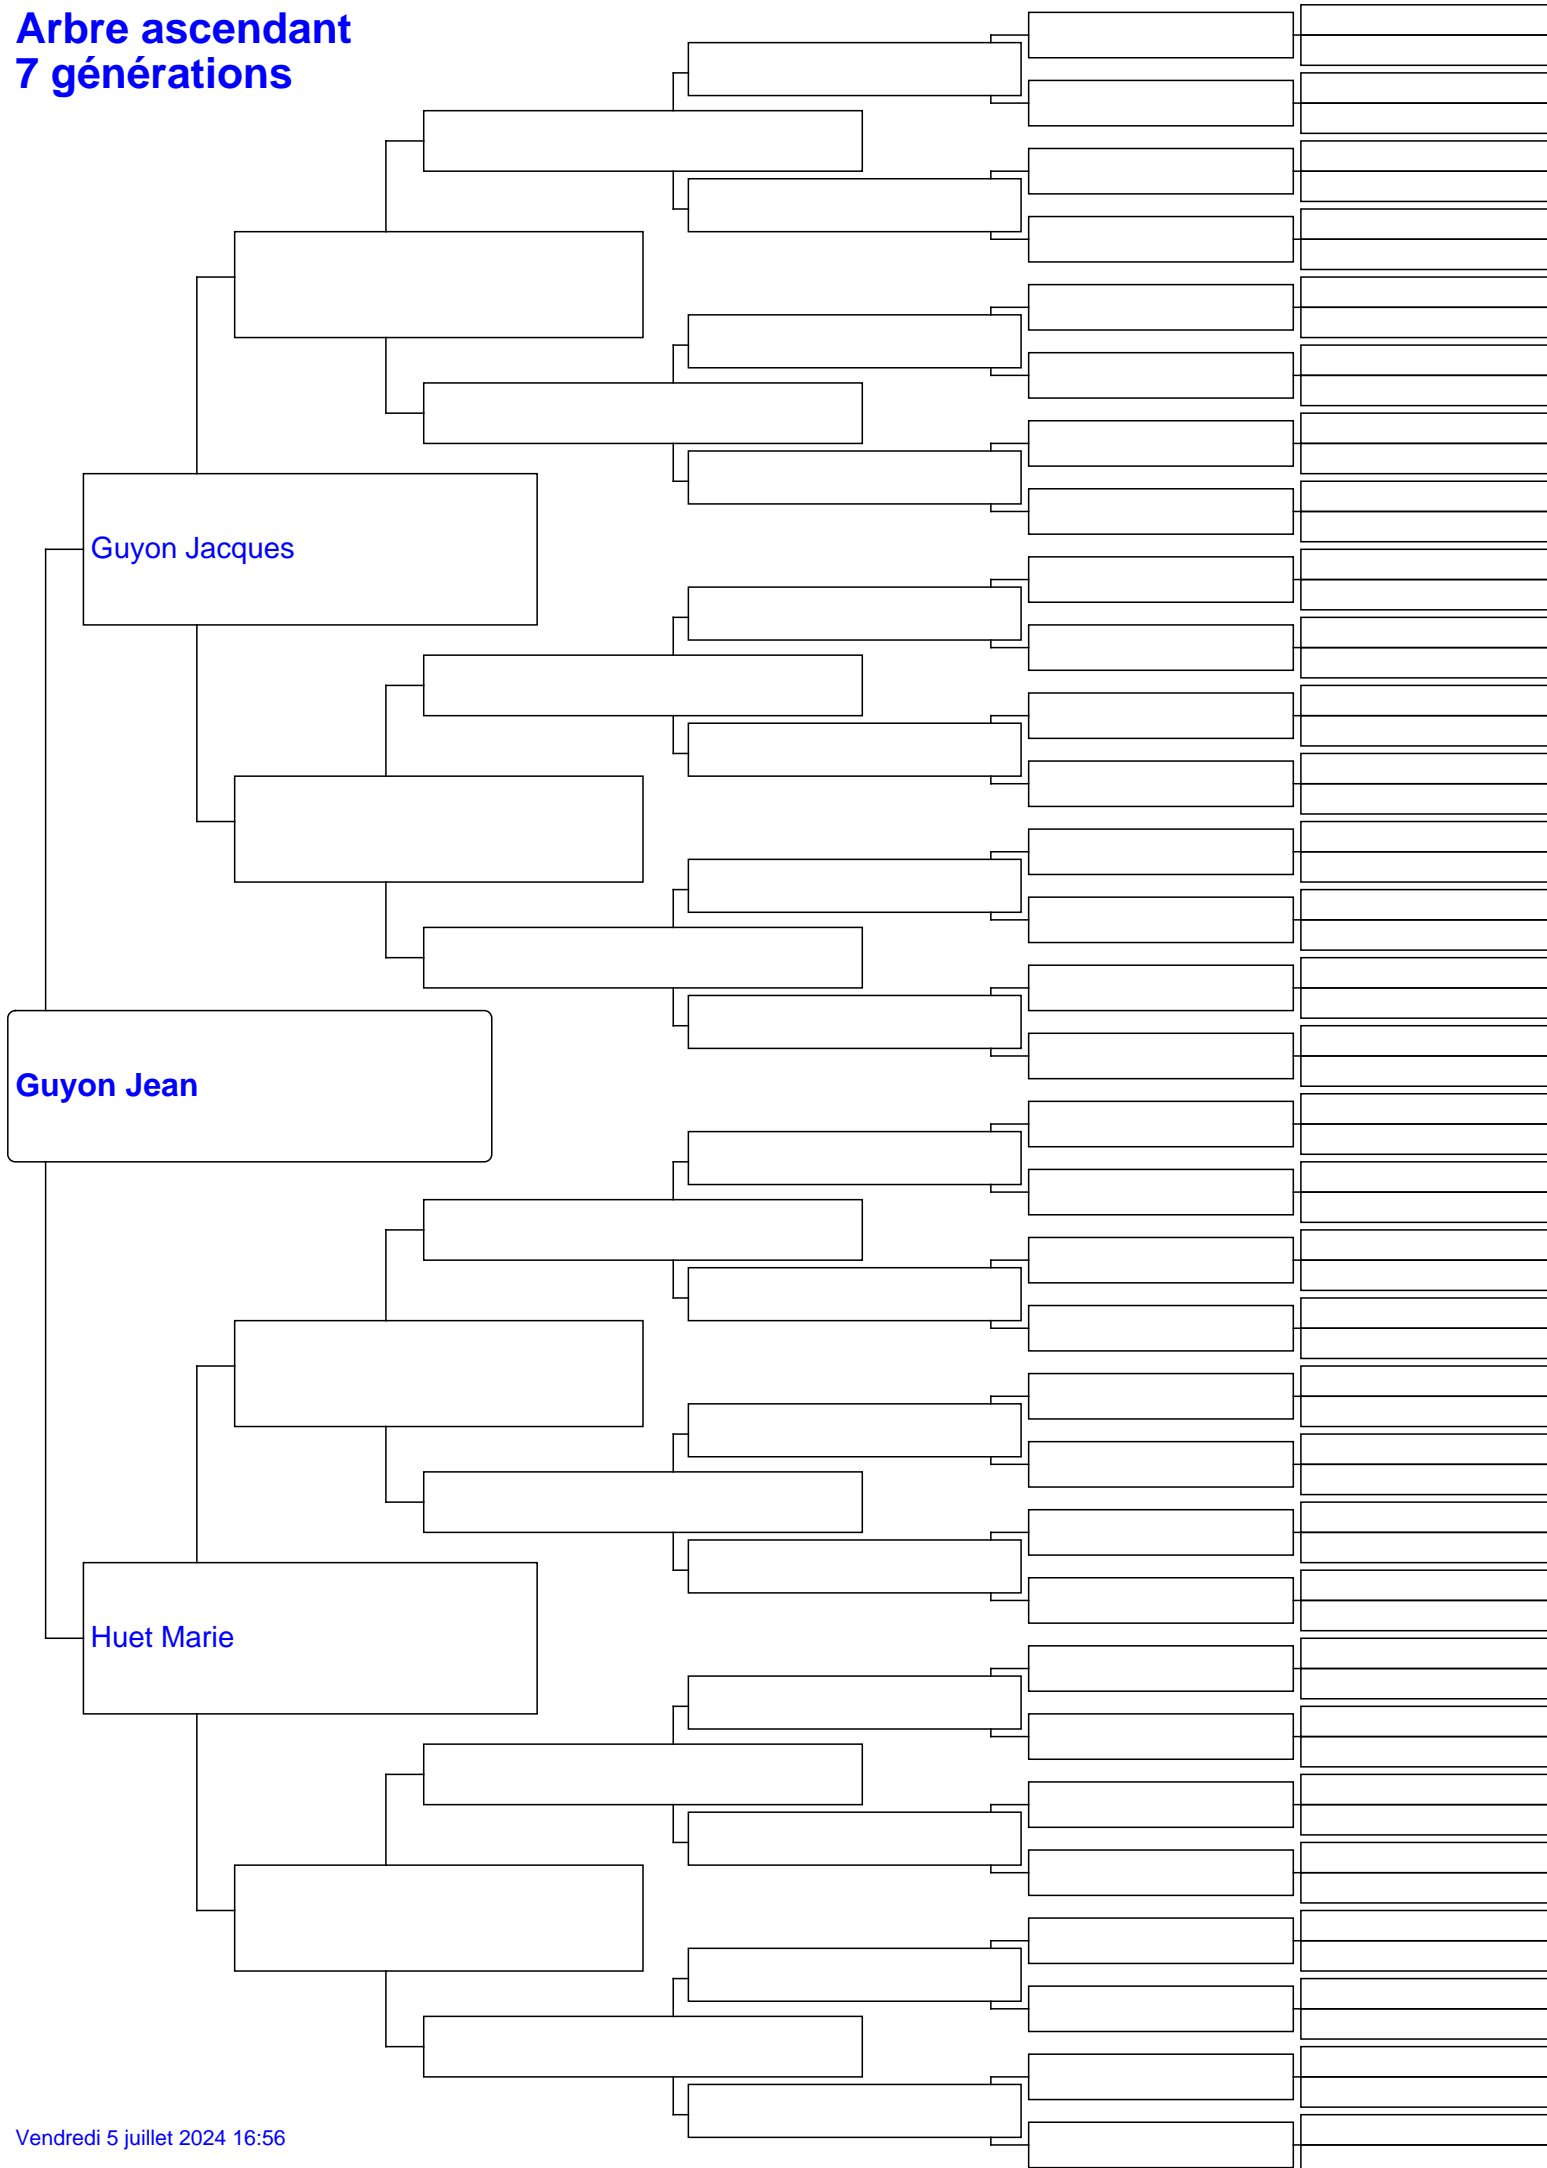 Arbre ascendant
7 générations
Guyon Jacques
Guyon Jean
Huet Marie
Vendredi 5 juillet 2024 16:56